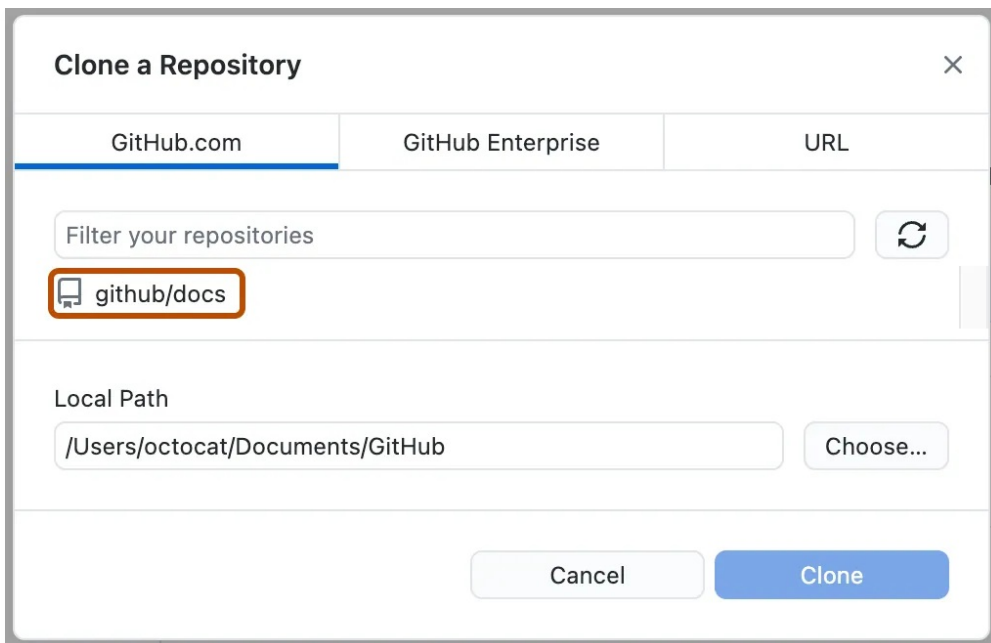 Clone a Repository
GitHub.com GitHub Enterprise URL
Filter your repositories
github/docs
Local Path
/Users/octocat/Documents/GitHub Choose...
Cancel Clone